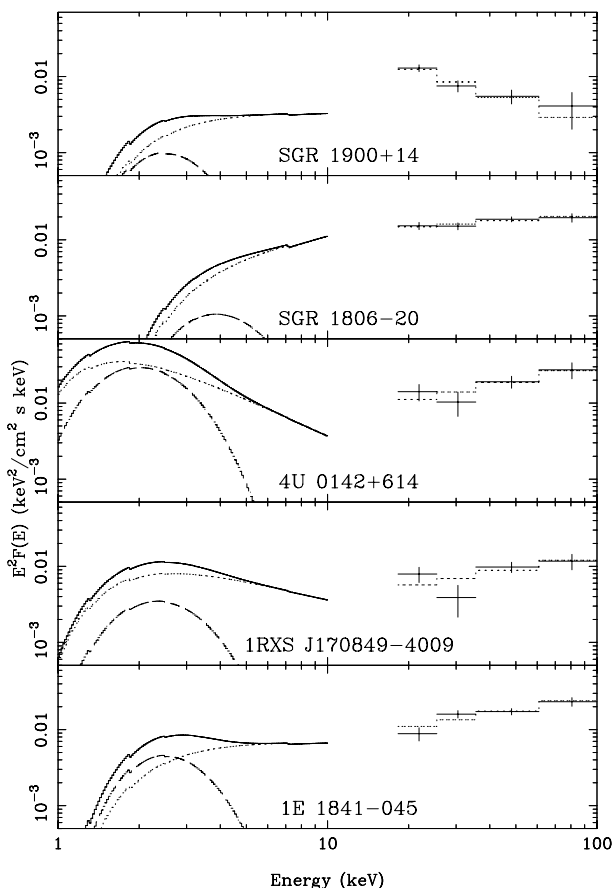 0.01
10⁻³
SGR 1900+14
0.01
10⁻³
SGR 1806−20
0.01
10⁻³
4U 0142+614
E²F(E) (keV²/cm² s keV)
0.01
10⁻³
1RXS J170849−4009
0.01
10⁻³
1E 1841−045
1 10 100
Energy (keV)